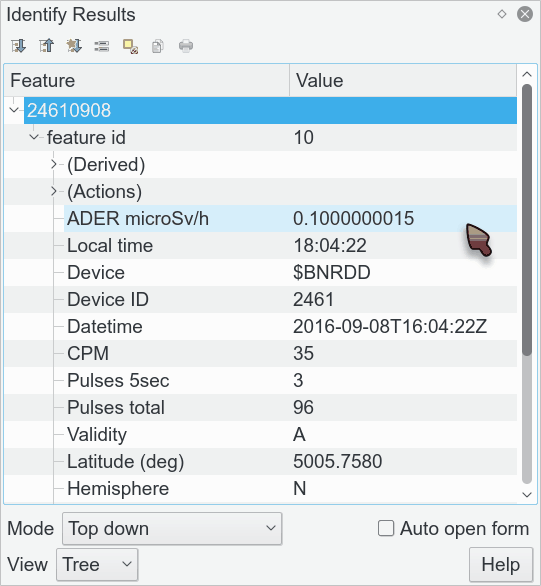 Identify Results
Feature Value
24610908
feature id 10
(Derived)
(Actions)
ADER microSv/h 0.1000000015
Local time 18:04:22
Device $BNRDD
Device ID 2461
Datetime 2016-09-08T16:04:22Z
CPM 35
Pulses 5sec 3
Pulses total 96
Validity A
Latitude (deg) 5005.7580
Hemisphere N
Mode Top down Auto open form
View Tree Help